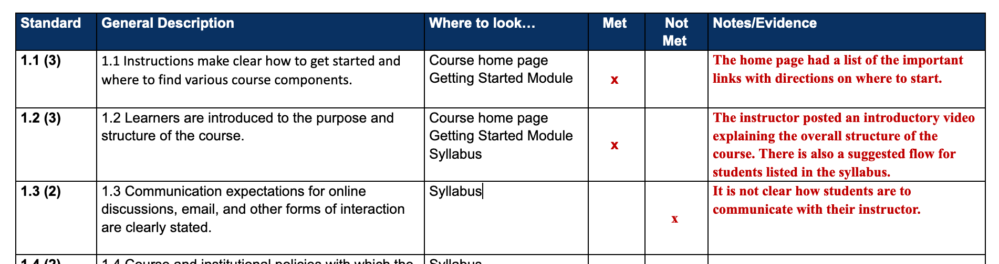 Standard
General Description
Where to look…
Met
Not
Met
Notes/Evidence
1.1 (3)
1.1 Instructions make clear how to get started and
where to find various course components.
Course home page
Getting Started Module
x
The home page had a list of the important
links with directions on where to start.
1.2 (3)
1.2 Learners are introduced to the purpose and
structure of the course.
Course home page
Getting Started Module
Syllabus
x
The instructor posted an introductory video
explaining the overall structure of the
course. There is also a suggested flow for
students listed in the syllabus.
1.3 (2)
1.3 Communication expectations for online
discussions, email, and other forms of interaction
are clearly stated.
Syllabus
x
It is not clear how students are to
communicate with their instructor.
1.4 (2)
1.4 Course and institutional policies with which the
Syllabus